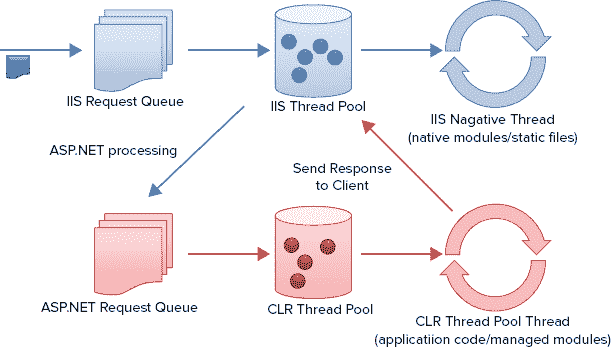 IIS Request Queue
IIS Thread Pool
IIS Nagative Thread
(native modules/static files)
ASP.NET processing
Send Response
to Client
ASP.NET Request Queue
CLR Thread Pool
CLR Thread Pool Thread
(applicatiion code/managed modules)